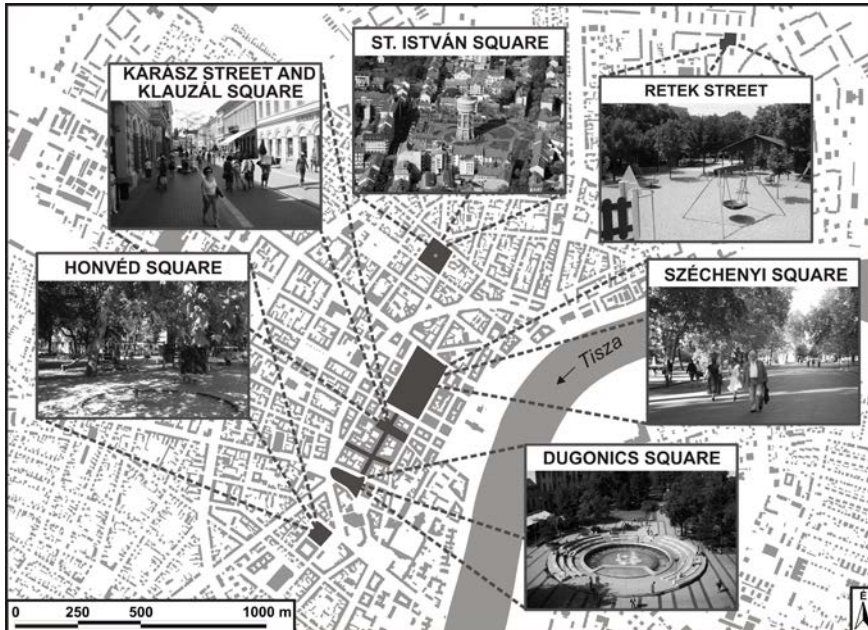 ST. ISTVÁN SQUARE
KÁRÁSZ STREET AND
KLAUZÁL SQUARE
RETEK STREET
HONVÉD SQUARE
SZÉCHENYI SQUARE
← Tisza
DUGONICS SQUARE
0 250 500 1000 m
É